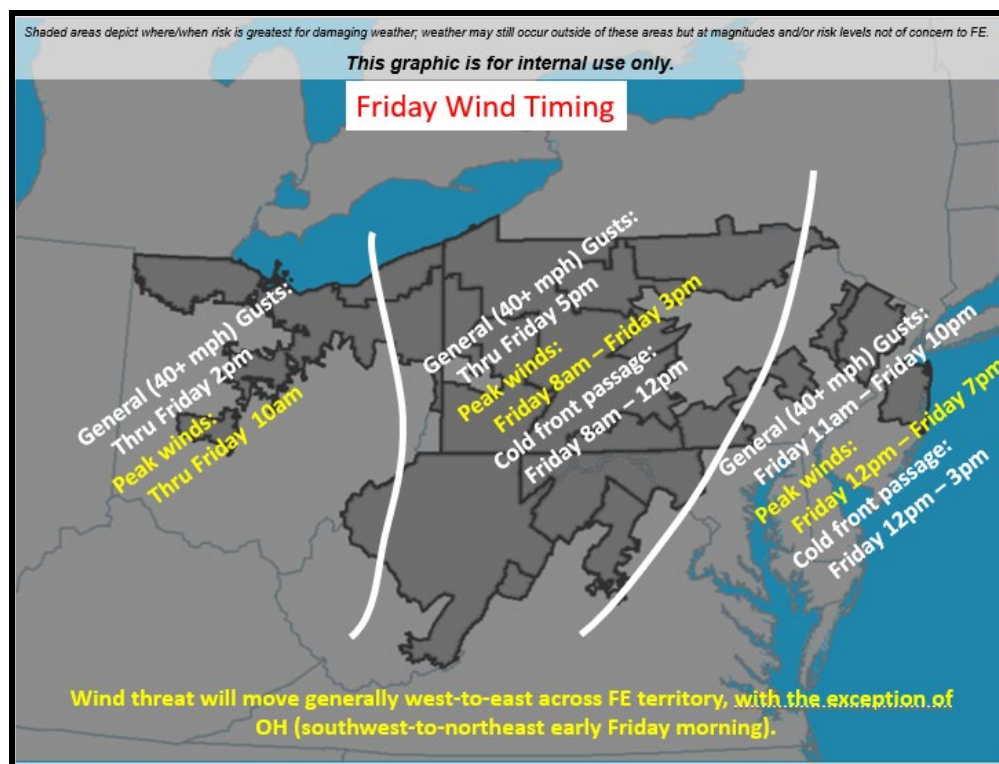 Shaded areas depict where/when risk is greatest for damaging weather; weather may still occur outside of these areas but at magnitudes and/or risk levels not of concern to FE.
This graphic is for internal use only.
Friday Wind Timing
General (40+ mph) Gusts:
Thru Friday 2pm
Peak winds:
Thru Friday 10am
General (40+ mph) Gusts:
Thru Friday 5pm
Peak winds:
Friday 8am – Friday 3pm
Cold front passage:
Friday 8am – 12pm
General (40+ mph) Gusts:
Friday 11am – Friday 10pm
Peak winds:
Friday 12pm – Friday 7pm
Cold front passage:
Friday 12pm – 3pm
Wind threat will move generally west-to-east across FE territory, with the exception of
OH (southwest-to-northeast early Friday morning).